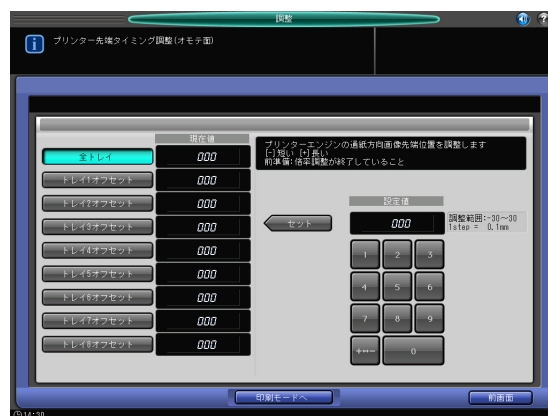 調整
プリンター先端タイミング調整(オモテ面)
現在値
全トレイ 000
トレイ1オフセット 000
トレイ2オフセット 000
トレイ3オフセット 000
トレイ4オフセット 000
トレイ5オフセット 000
トレイ6オフセット 000
トレイ7オフセット 000
トレイ8オフセット 000
プリンターエンジンの通紙方向画像先端位置を調整します
[-]短い [+]長い
前準備:倍率調整が終了していること
設定値
セット
000
調整範囲:-30~30
1step = 0.1mm
1 2 3
4 5 6
7 8 9
+↔- 0
印刷モードへ
前画面
14:30